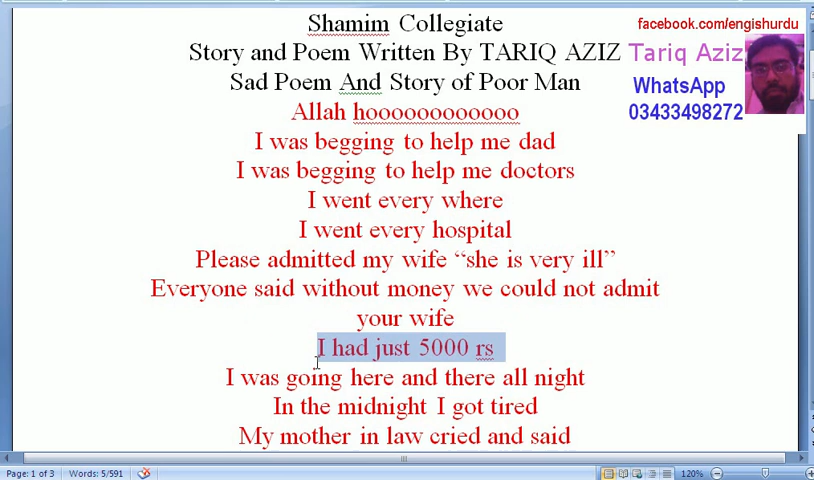 Shamim Collegiate
facebook.com/engishurdu
Story and Poem Written By TARIQ AZIZ
Tariq Aziz
Sad Poem And Story of Poor Man
WhatsApp
03433498272
Allah hoooooooooooo
I was begging to help me dad
I was begging to help me doctors
I went every where
I went every hospital
Please admitted my wife “she is very ill”
Everyone said without money we could not admit
your wife
I had just 5000 rs
I was going here and there all night
In the midnight I got tired
My mother in law cried and said
Page: 1 of 3 Words: 5/591 120%